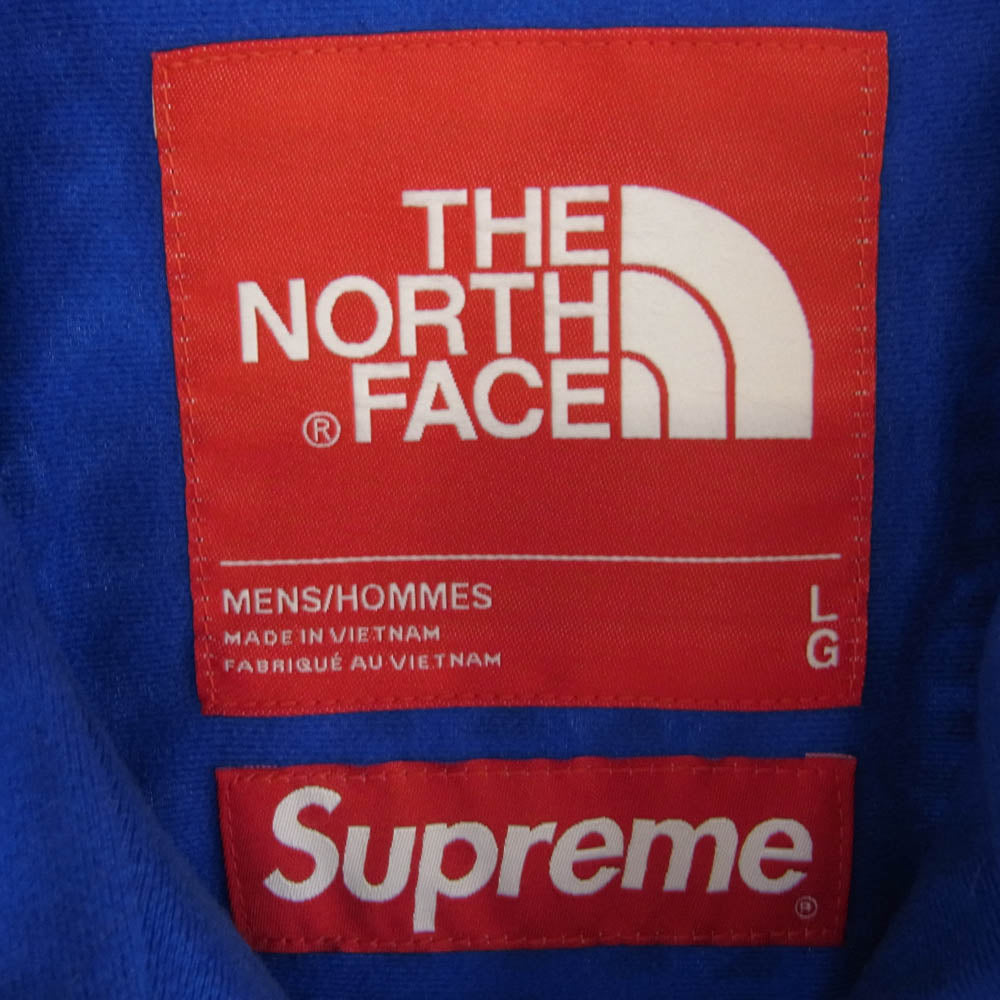 THE
NORTH
® FACE
MENS/HOMMES L
MADE IN VIETNAM
FABRIQUÉ AU VIETNAM G
Supreme ®